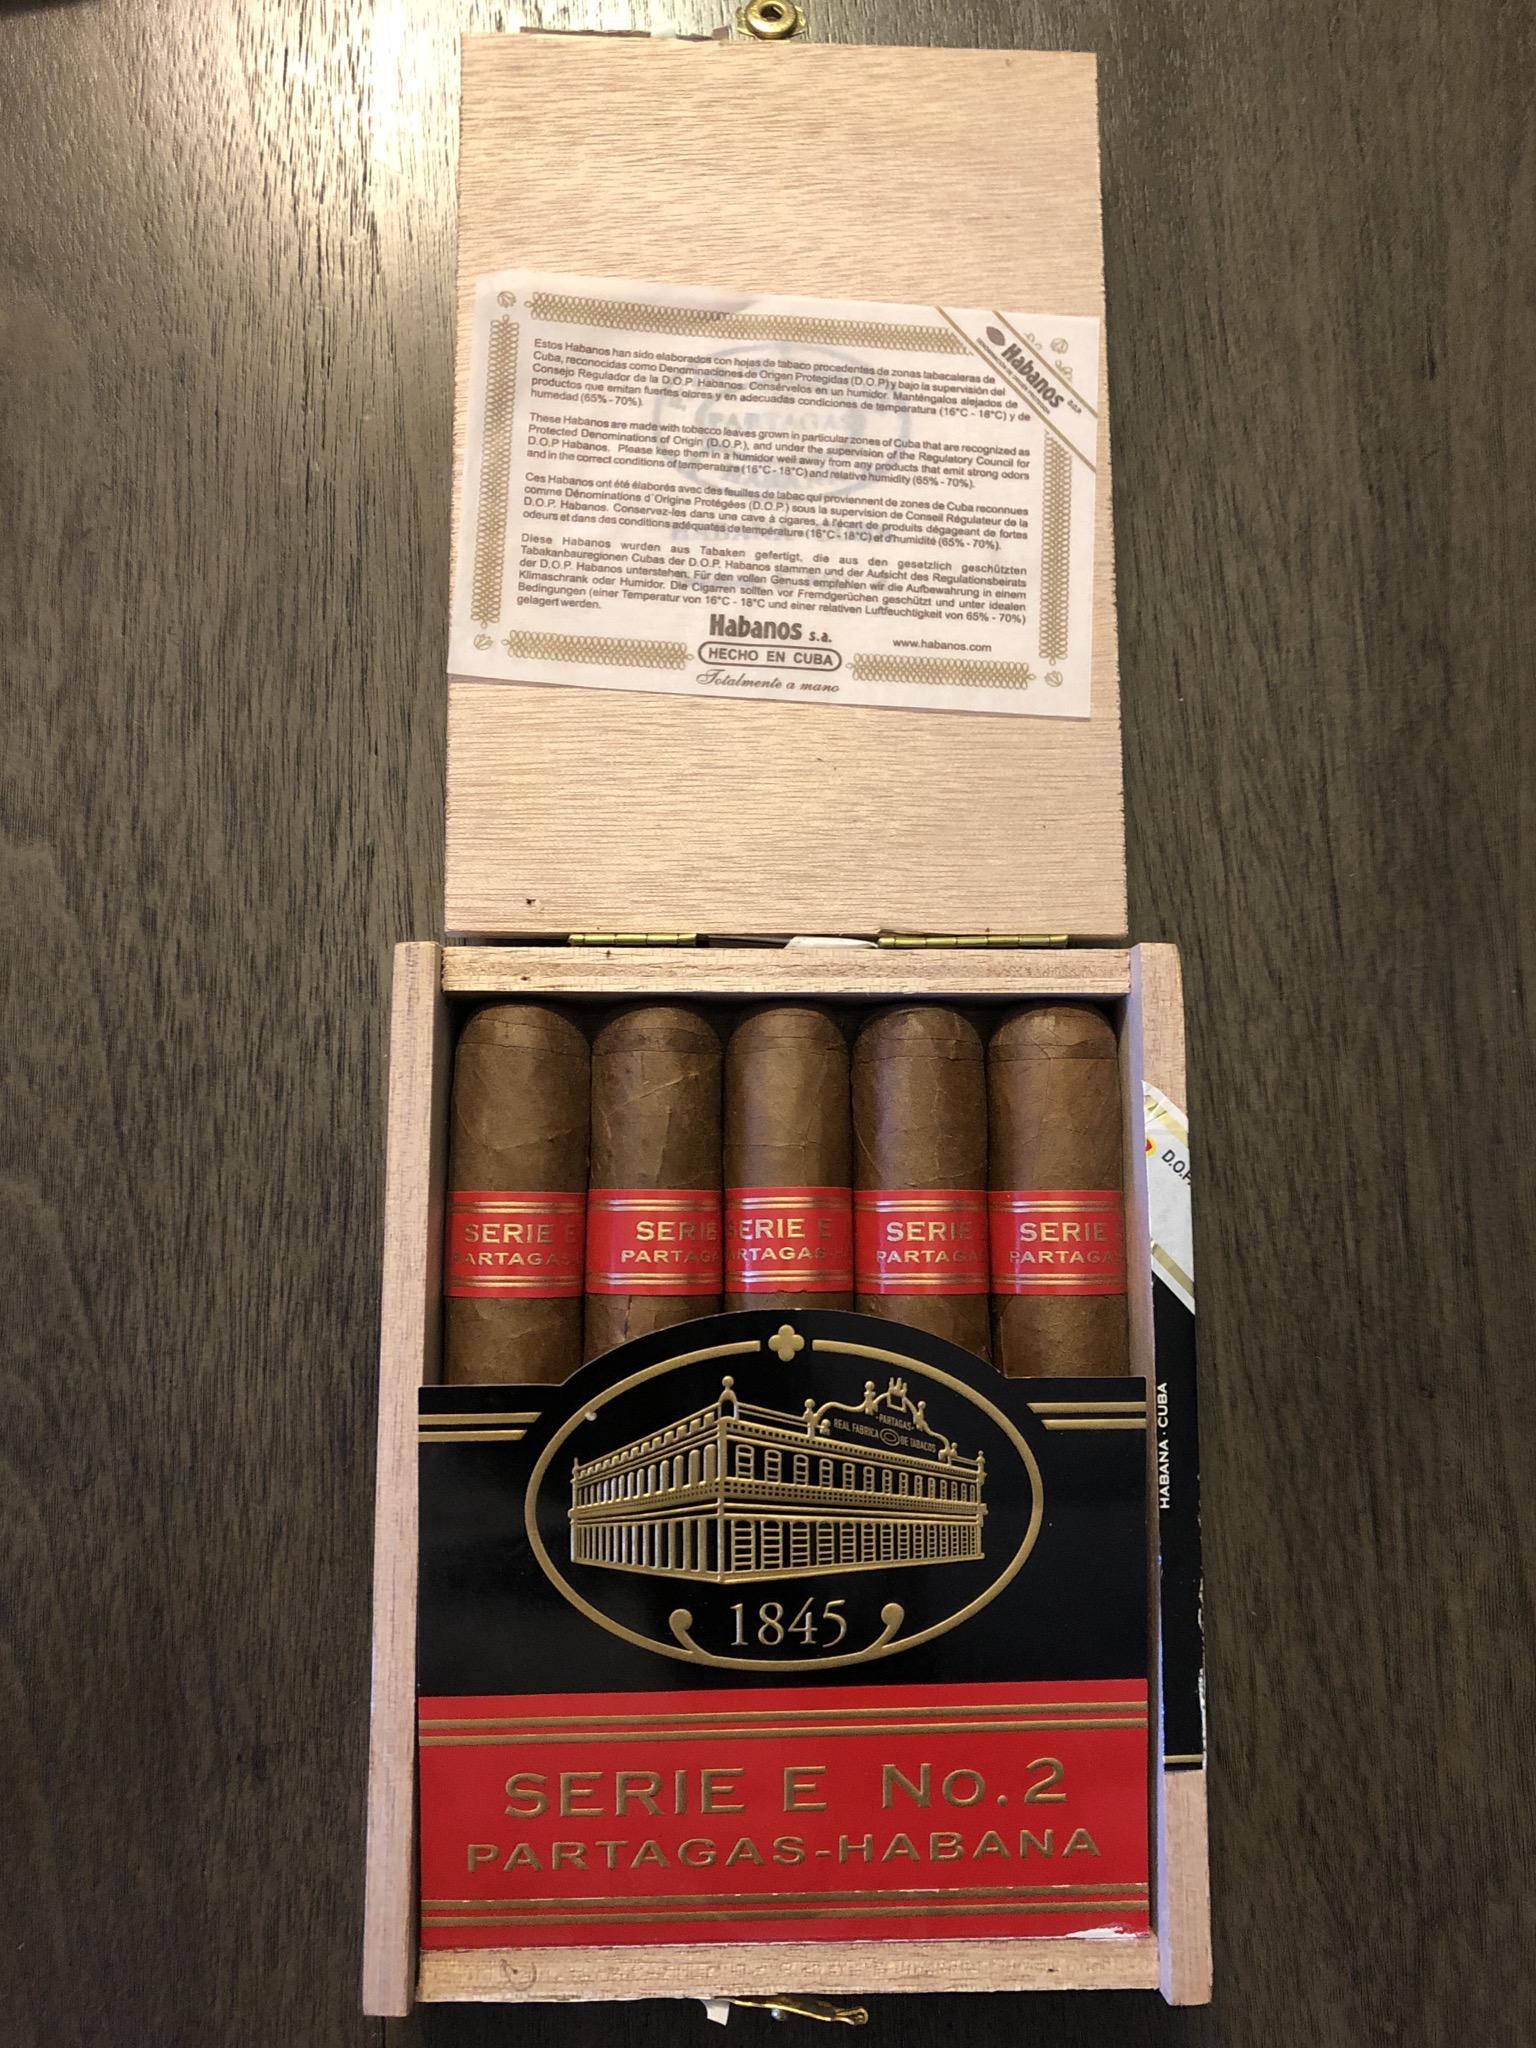 Habanos D.O.P.
DENOMINACIÓN DE ORIGEN PROTEGIDA
Estos Habanos han sido elaborados con hojas de tabaco procedentes de zonas tabacaleras de
Cuba, reconocidas como Denominaciones de Origen Protegidas (D.O.P) y bajo la supervisión del
Consejo Regulador de la D.O.P. Habanos. Consérvelos en un humidor. Manténgalos alejados de
productos que emitan fuertes olores y en adecuadas condiciones de temperatura (16°C - 18°C) y de
humedad (65% - 70%).
These Habanos are made with tobacco leaves grown in particular zones of Cuba that are recognized as
Protected Denominations of Origin (D.O.P.), and under the supervision of the Regulatory Council for
D.O.P Habanos. Please keep them in a humidor well away from any products that emit strong odors
and in the correct conditions of temperature (16°C - 18°C) and relative humidity (65% - 70%).
Ces Habanos ont été élaborés avec des feuilles de tabac qui proviennent de zones de Cuba reconnues
comme Dénominations d'Origine Protégées (D.O.P.) sous la supervision de Conseil Régulateur de la
D.O.P. Habanos. Conservez-les dans une cave à cigares, à l'écart de produits dégageant de fortes
odeurs et dans des conditions adéquates de température (16°C - 18°C) et d'humidité (65% - 70%).
Diese Habanos wurden aus Tabaken gefertigt, die aus den gesetzlich geschützten
Tabakanbauregionen Cubas der D.O.P. Habanos stammen und der Aufsicht des Regulationsbeirats
der D.O.P. Habanos unterstehen. Für den vollen Genuss empfehlen wir die Aufbewahrung in einem
Klimaschrank oder Humidor. Die Cigarren sollten vor Fremdgerüchen geschützt und unter idealen
Bedingungen (einer Temperatur von 16°C - 18°C und einer relativen Luftfeuchtigkeit von 65% - 70%)
gelagert werden.
Habanos s.a.
www.habanos.com
HECHO EN CUBA
Totalmente a mano
D.O.P.
SERIE E SERIE ERIE E SERIE SERIE
PARTAGAS PARTAG RTAGAS-H PARTAGA PARTAGAS
PARTAGAS
REAL FABRICA DE TABACOS
1845
HABANA · CUBA
SERIE E No.2
PARTAGAS-HABANA